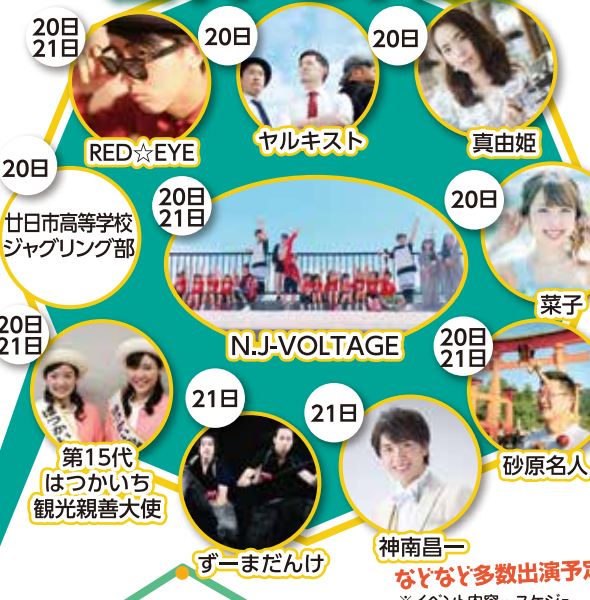 20日
21日
RED☆EYE
20日
ヤルキスト
20日
真由姫
20日
廿日市高等学校
ジャグリング部
20日
21日
N.J-VOLTAGE
20日
菜子
20日
21日
第15代
はつかいち
観光親善大使
21日
ずーまだんけ
21日
神南昌一
20日
21日
砂原名人
などなど多数出演予定